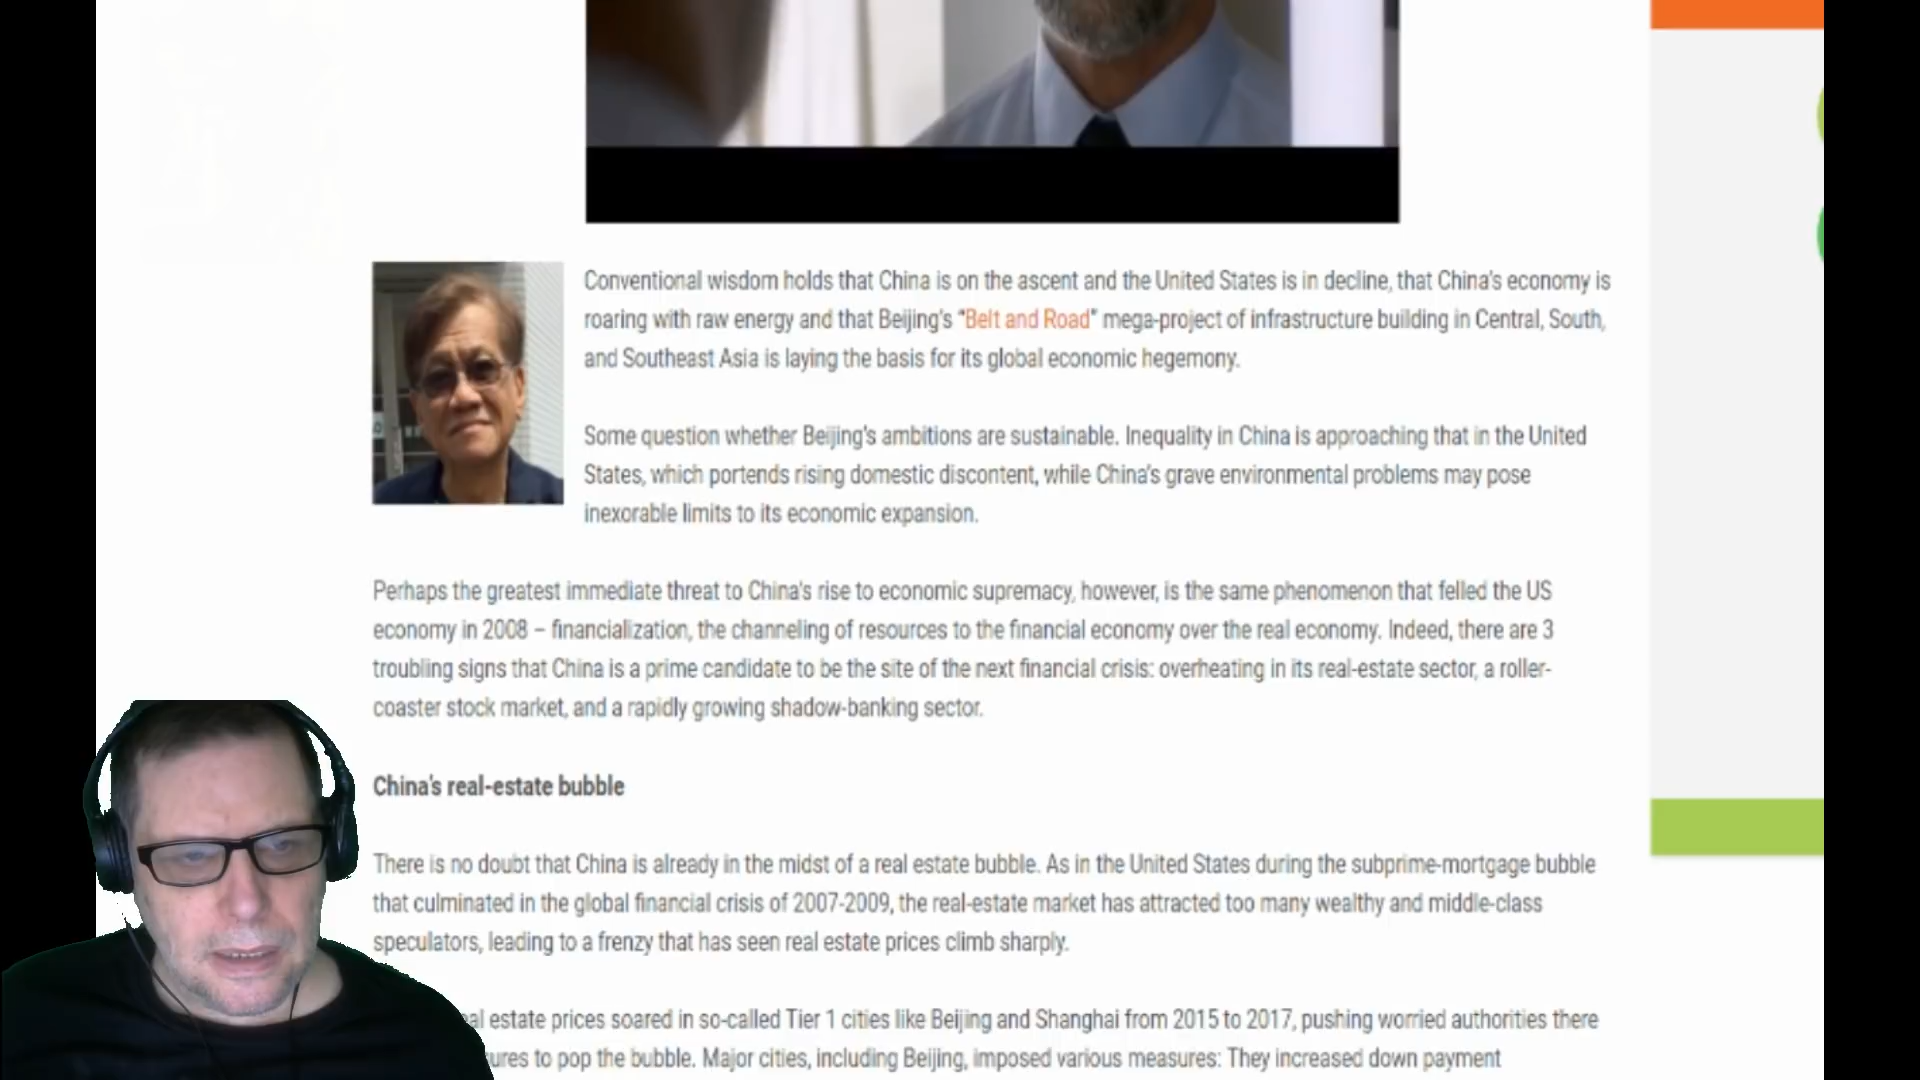 Conventional wisdom holds that China is on the ascent and the United States is in decline, that China's economy is
roaring with raw energy and that Beijing's "Belt and Road" mega-project of infrastructure building in Central, South,
and Southeast Asia is laying the basis for its global economic hegemony.
Some question whether Beijing's ambitions are sustainable. Inequality in China is approaching that in the United
States, which portends rising domestic discontent, while China's grave environmental problems may pose
inexorable limits to its economic expansion.
Perhaps the greatest immediate threat to China's rise to economic supremacy, however, is the same phenomenon that felled the US
economy in 2008 – financialization, the channeling of resources to the financial economy over the real economy. Indeed, there are 3
troubling signs that China is a prime candidate to be the site of the next financial crisis: overheating in its real-estate sector, a roller-
coaster stock market, and a rapidly growing shadow-banking sector.
China's real-estate bubble
There is no doubt that China is already in the midst of a real estate bubble. As in the United States during the subprime-mortgage bubble
that culminated in the global financial crisis of 2007-2009, the real-estate market has attracted too many wealthy and middle-class
speculators, leading to a frenzy that has seen real estate prices climb sharply.
estate prices soared in so-called Tier 1 cities like Beijing and Shanghai from 2015 to 2017, pushing worried authorities there
to pop the bubble. Major cities, including Beijing, imposed various measures: They increased down payment